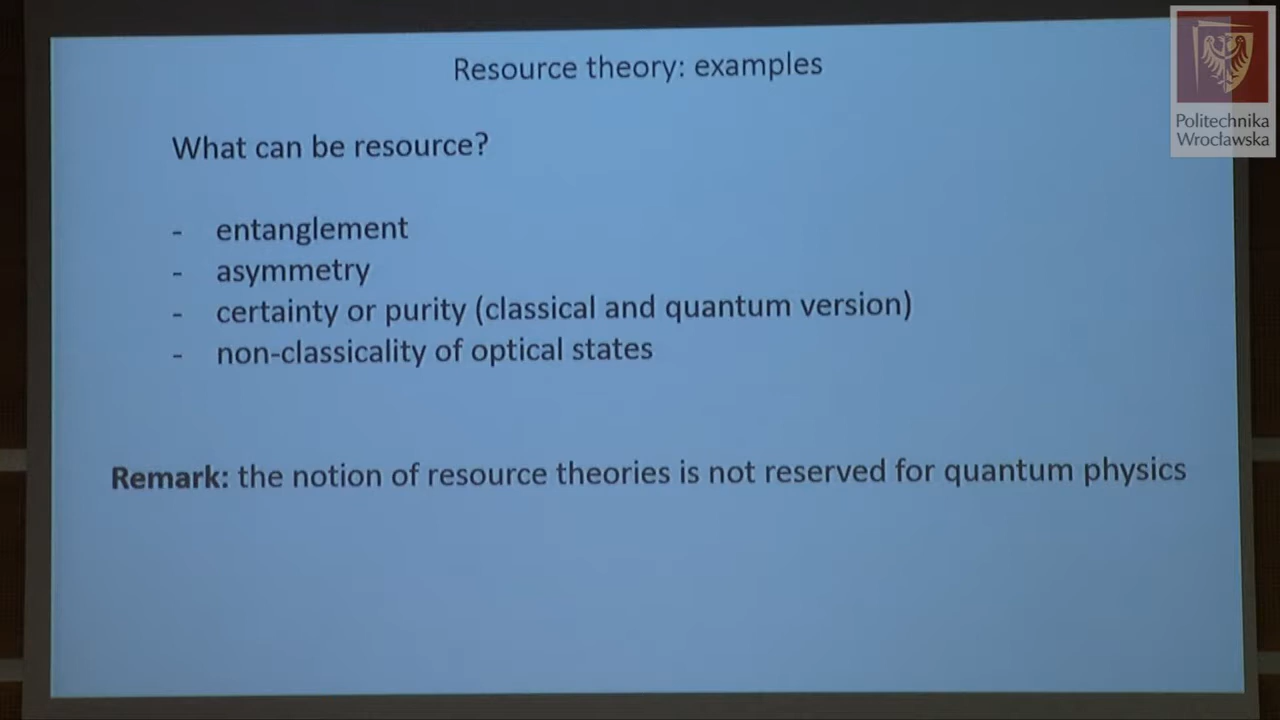 Resource theory: examples
Politechnika
Wrocławska
What can be resource?
- entanglement
- asymmetry
- certainty or purity (classical and quantum version)
- non-classicality of optical states
Remark: the notion of resource theories is not reserved for quantum physics